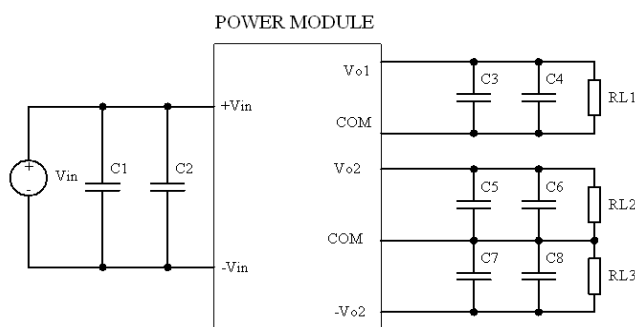 POWER MODULE
Vo1
C3
C4
RL1
+Vin
COM
+
Vin
C1
C2
Vo2
C5
C6
RL2
-
COM
-Vin
C7
C8
RL3
-Vo2